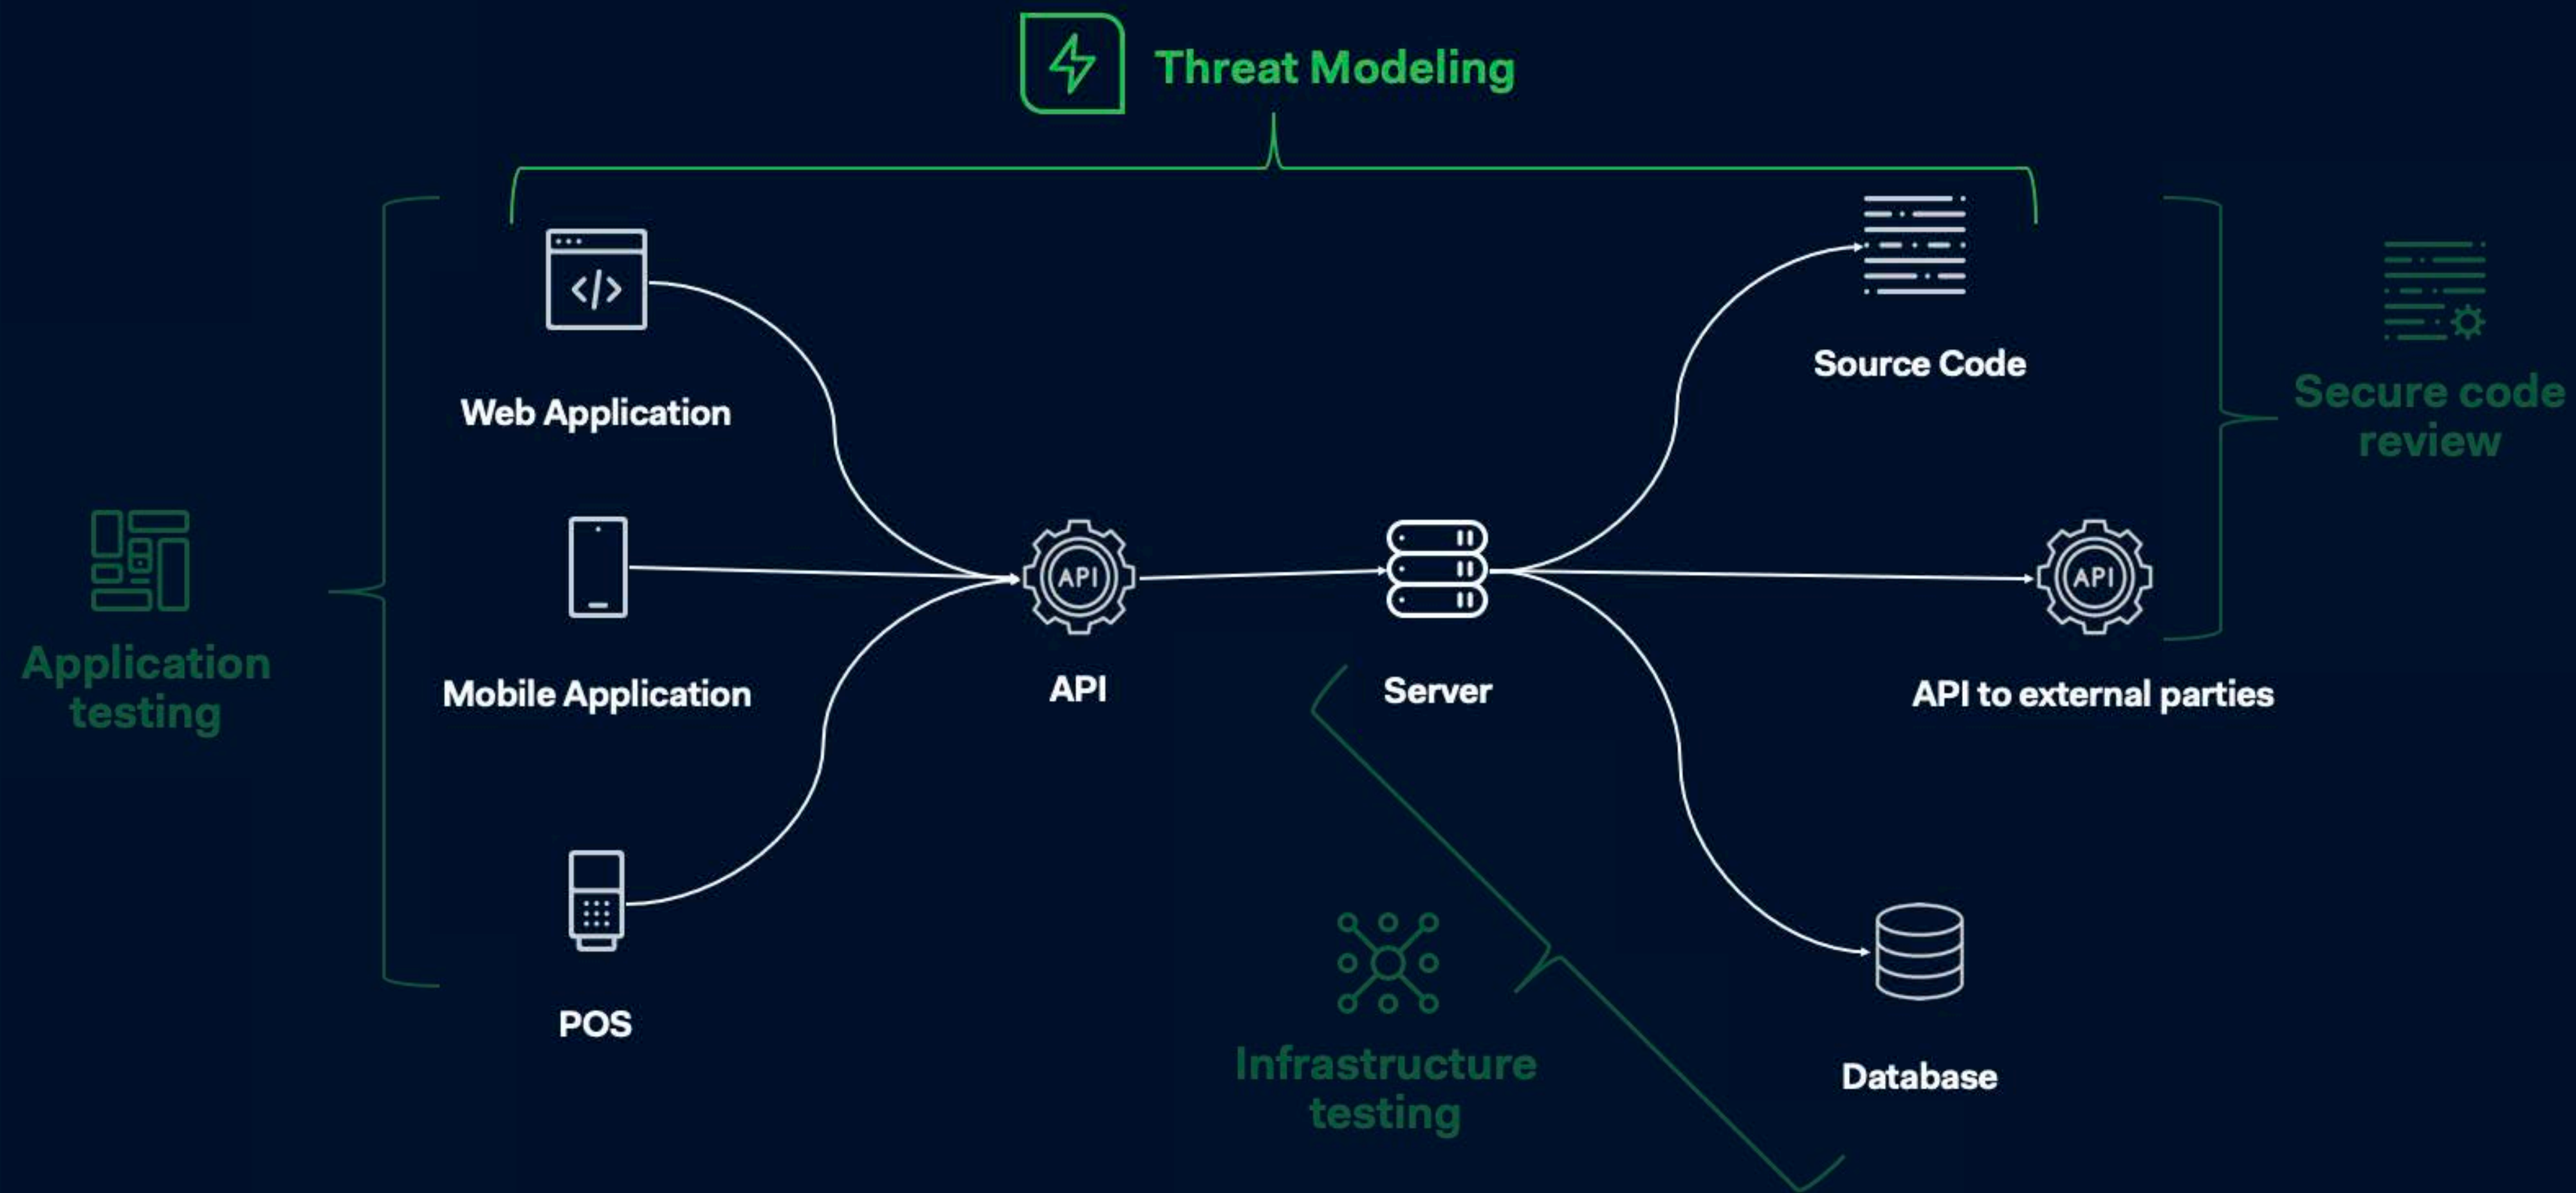 Threat Modeling
Source Code
Secure code
review
Web Application
API
API
Application
testing
Mobile Application
API
Server
API to external parties
POS
Infrastructure
testing
Database